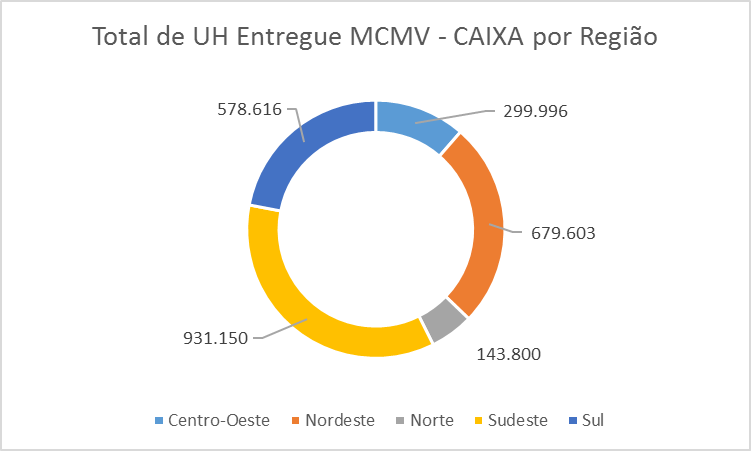 Total de UH Entregue MCMV - CAIXA por Região
578.616
299.996
679.603
931.150
143.800
Centro-Oeste Nordeste Norte Sudeste Sul